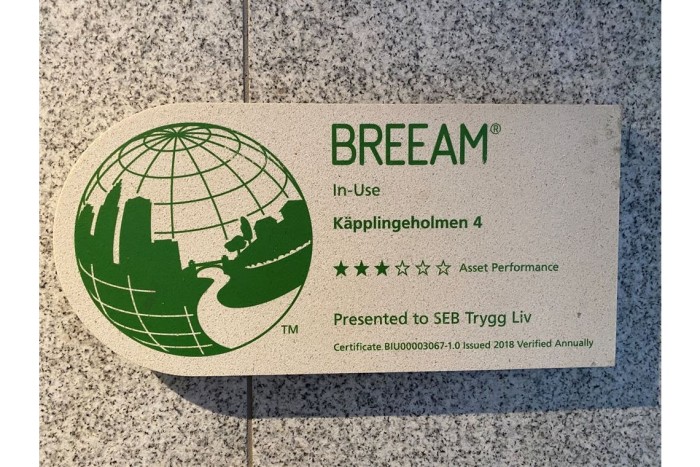 BREEAM®
In-Use
Käpplingeholmen 4
★★★☆☆☆ Asset Performance
Presented to SEB Trygg Liv
Certificate BIU00003067-1.0 Issued 2018 Verified Annually
TM